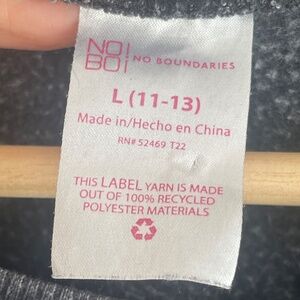 NO!
BO!
NO BOUNDARIES
L (11-13)
Made in/Hecho en China
RN# 52469 T22
THIS LABEL YARN IS MADE
OUT OF 100% RECYCLED
POLYESTER MATERIALS